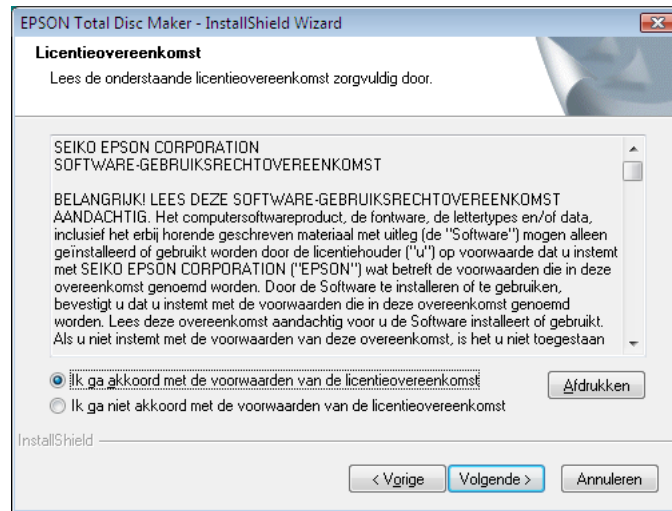 EPSON Total Disc Maker - InstallShield Wizard
Licentieovereenkomst
Lees de onderstaande licentieovereenkomst zorgvuldig door.
SEIKO EPSON CORPORATION
SOFTWARE-GEBRUIKSRECHTOVEREENKOMST
BELANGRIJK! LEES DEZE SOFTWARE-GEBRUIKSRECHTOVEREENKOMST
AANDACHTIG. Het computersoftwareproduct, de fontware, de lettertypes en/of data,
inclusief het erbij horende geschreven materiaal met uitleg (de "Software") mogen alleen
geïnstalleerd of gebruikt worden door de licentiehouder ("u") op voorwaarde dat u instemt
met SEIKO EPSON CORPORATION ("EPSON") wat betreft de voorwaarden die in deze
overeenkomst genoemd worden. Door de Software te installeren of te gebruiken,
bevestigt u dat u instemt met de voorwaarden die in deze overeenkomst genoemd
worden. Lees deze overeenkomst aandachtig voor u de Software installeert of gebruikt.
Als u niet instemt met de voorwaarden van deze overeenkomst, is het u niet toegestaan
Ik ga akkoord met de voorwaarden van de licentieovereenkomst
Afdrukken
Ik ga niet akkoord met de voorwaarden van de licentieovereenkomst
InstallShield
< Vorige
Volgende >
Annuleren